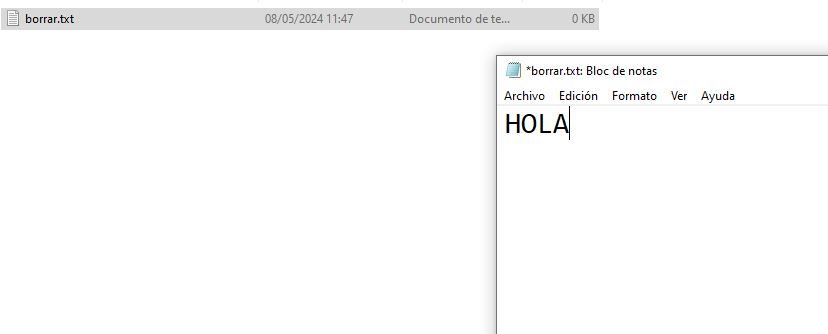 borrar.txt 08/05/2024 11:47 Documento de te... 0 KB
*borrar.txt: Bloc de notas
Archivo Edición Formato Ver Ayuda
HOLA